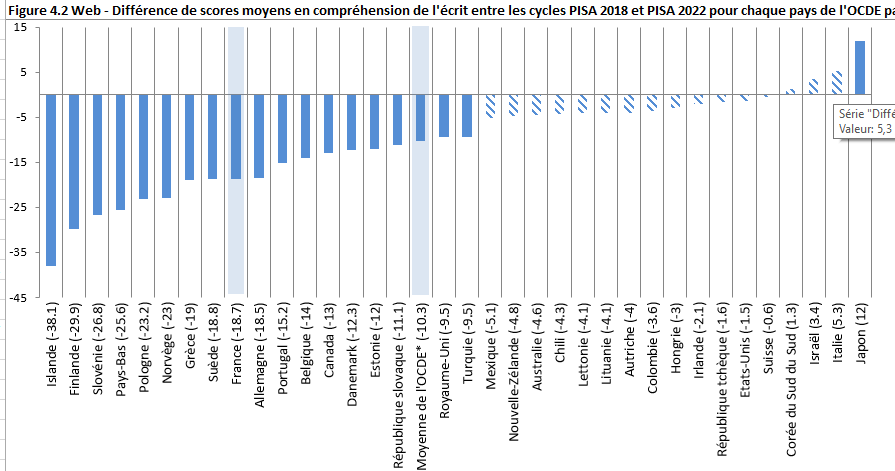 Figure 4.2 Web - Différence de scores moyens en compréhension de l'écrit entre les cycles PISA 2018 et PISA 2022 pour chaque pays de l'OCDE pa
15
5
-5
-15
-25
-35
-45
Série "Diffé
Valeur: 5,3
Islande (-38.1)
Finlande (-29.9)
Slovénie (-26.8)
Pays-Bas (-25.6)
Pologne (-23.2)
Norvège (-23)
Grèce (-19)
Suède (-18.8)
France (-18.7)
Allemagne (-18.5)
Portugal (-15.2)
Belgique (-14)
Canada (-13)
Danemark (-12.3)
Estonie (-12)
République slovaque (-11.1)
Moyenne de l'OCDE* (-10.3)
Royaume-Uni (-9.5)
Turquie (-9.5)
Mexique (-5.1)
Nouvelle-Zélande (-4.8)
Australie (-4.6)
Chili (-4.3)
Lettonie (-4.1)
Lituanie (-4.1)
Autriche (-4)
Colombie (-3.6)
Hongrie (-3)
Irlande (-2.1)
République tchèque (-1.6)
Etats-Unis (-1.5)
Suisse (-0.6)
Corée du Sud du Sud (1.3)
Israël (3.4)
Italie (5.3)
Japon (12)